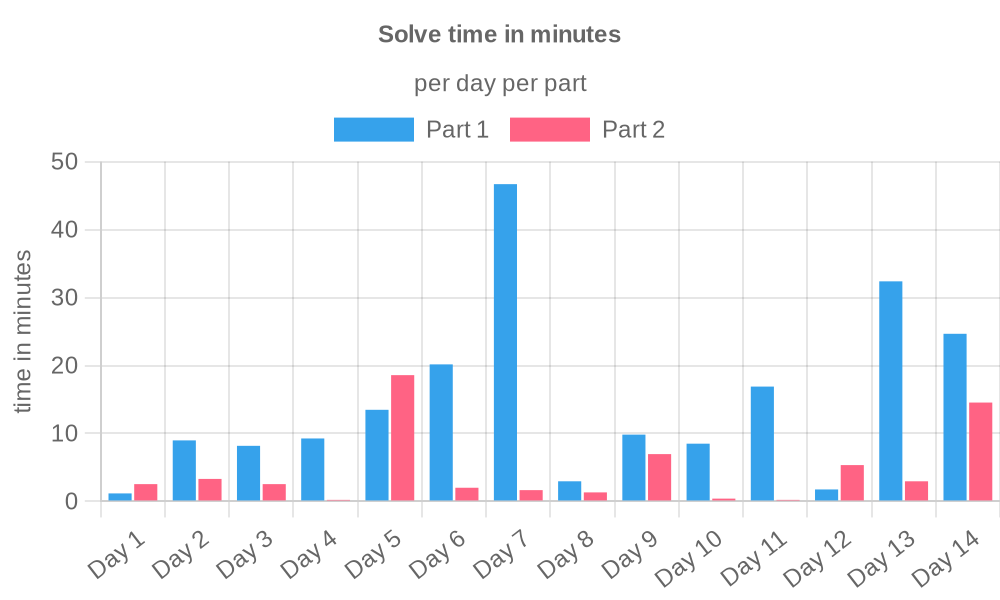 Solve time in minutes
per day per part
Part 1 Part 2
time in minutes
50
40
30
20
10
0
Day 1 Day 2 Day 3 Day 4 Day 5 Day 6 Day 7 Day 8 Day 9 Day 10 Day 11 Day 12 Day 13 Day 14